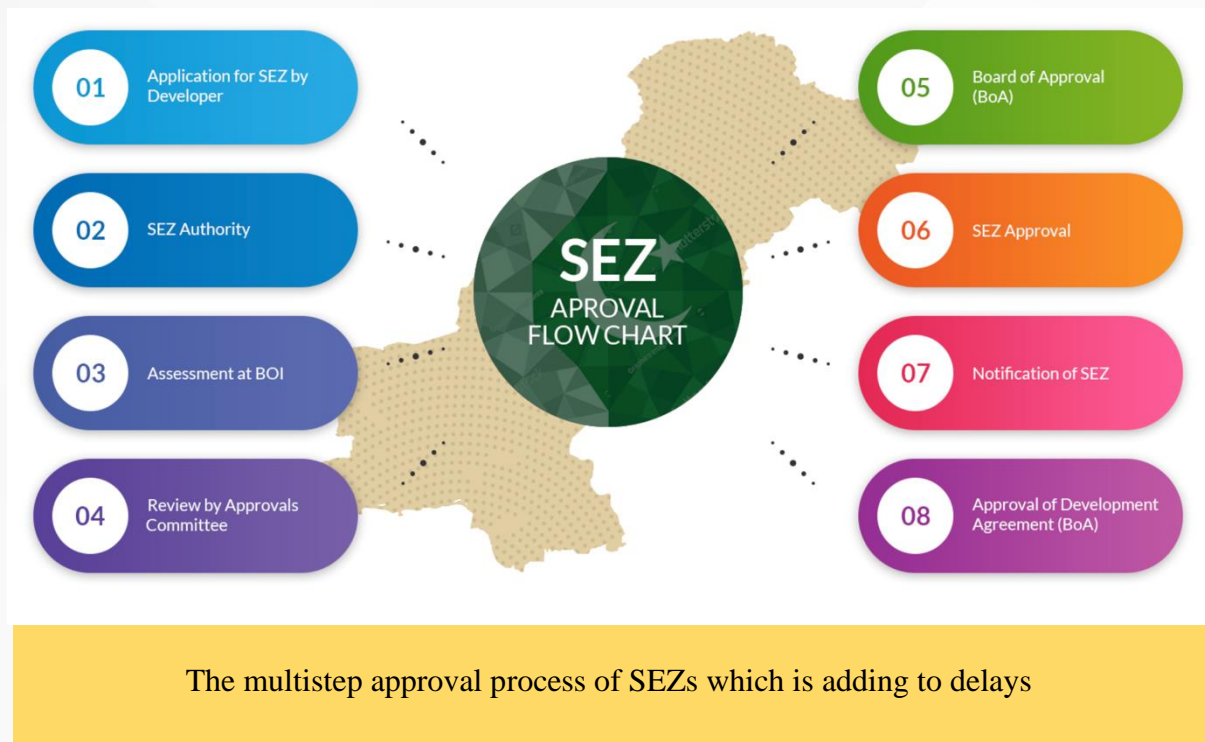 01
Application for SEZ by
Developer
02
SEZ Authority
03
Assessment at BOI
04
Review by Approvals
Committee
SEZ
APROVAL
FLOW CHART
05
Board of Approval
(BoA)
06
SEZ Approval
07
Notification of SEZ
08
Approval of Development
Agreement (BoA)
The multistep approval process of SEZs which is adding to delays